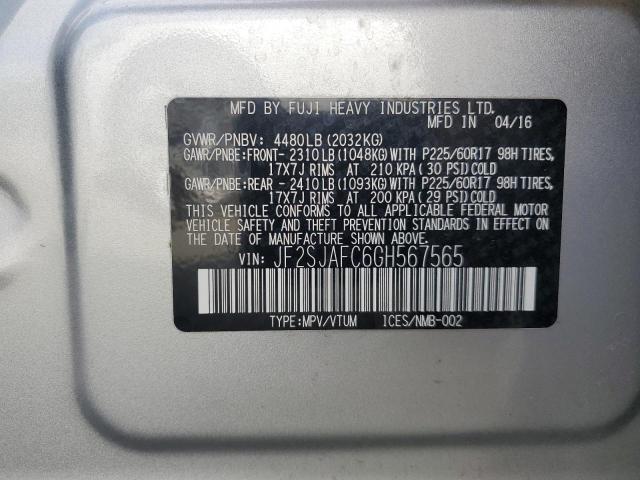 MFD BY FUJI HEAVY INDUSTRIES LTD.
MFD IN 04/16
GVWR/PNBV: 4480LB(2032KG)
GAWR/PNBE:FRONT- 2310LB(1048KG)WITH P225/60R17 98H TIRES,
17X7J RIMS AT 210 KPA(30 PSI)COLD
GAWR/PNBE:REAR - 2410LB(1093KG)WITH P225/60R17 98H TIRES,
17X7J RIMS AT 200 KPA(29 PSI)COLD
THIS VEHICLE CONFORMS TO ALL APPLICABLE FEDERAL MOTOR
VEHICLE SAFETY AND THEFT PREVENTION STANDARDS IN EFFECT
ON THE DATE OF MANUFACTURE SHOWN ABOVE.
VIN: JF2SJAFC6GH567565
TYPE:MPV/VTUM ICES/NMB-002